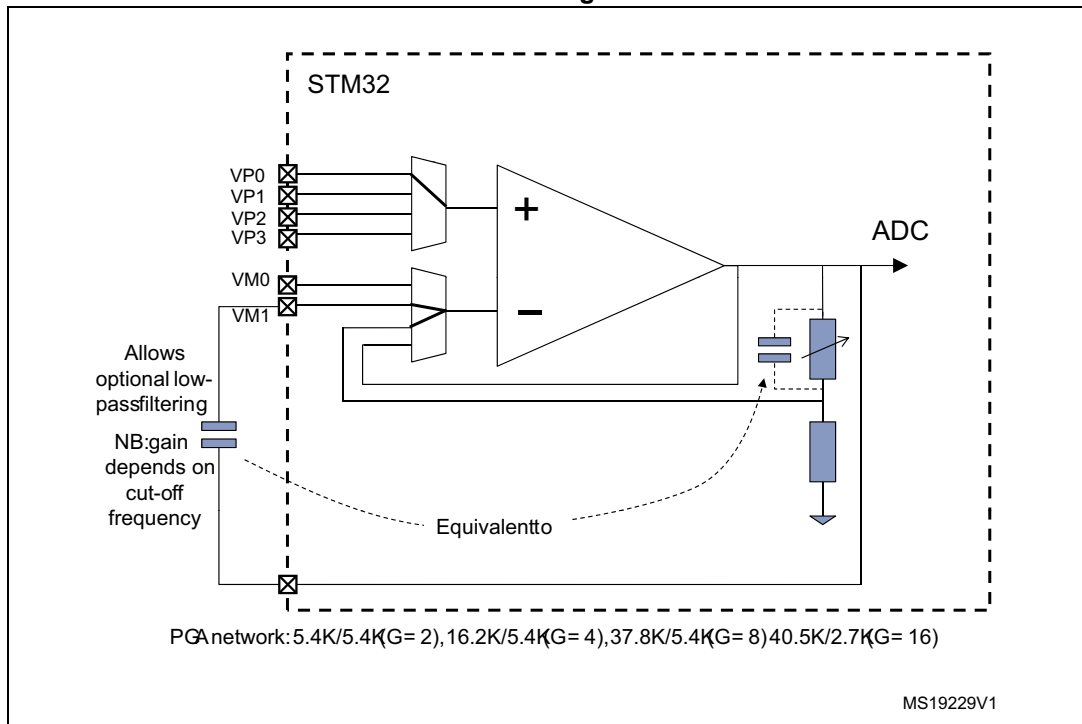 STM32
VP0
VP1
VP2
VP3
VM0
VM1
+
−
ADC
Allows
optional low-
passfiltering
NB:gain
depends on
cut-off
frequency
Equivalentto
PGAnetwork:5.4K/5.4K(G=2),16.2K/5.4K(G=4),37.8K/5.4K(G=8)40.5K/2.7K(G=16)
MS19229V1